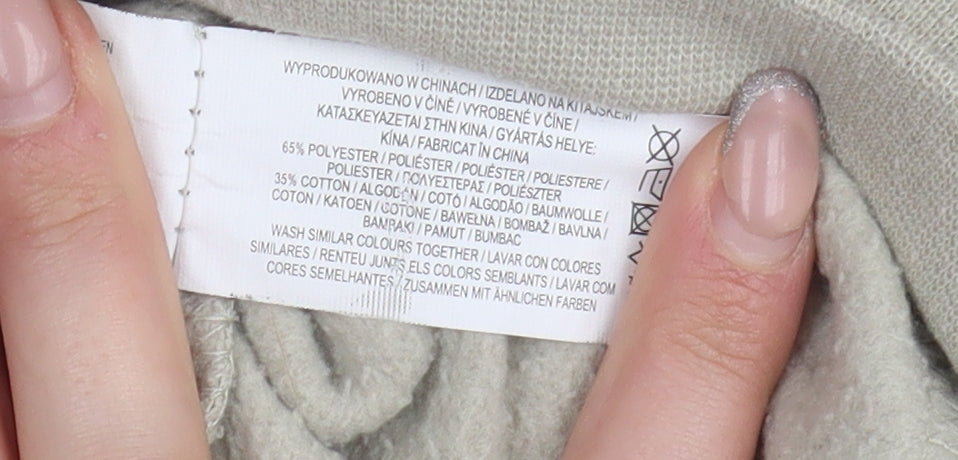 EN
WYPRODUKOWANO W CHINACH / IZDELANO NA KITAJSKEM /
VYROBENO V ČÍNĚ / VYROBENÉ V ČÍNE /
ΚΑΤΑΣΚΕΥΑΖΕΤΑΙ ΣΤΗΝ ΚΙΝΑ / GYÁRTÁS HELYE:
KÍNA / FABRICAT ÎN CHINA
65% POLYESTER / POLIÉSTER / POLIÈSTER / POLIESTERE /
POLIESTER / ΠΟΛΥΕΣΤΕΡΑΣ / POLIÉSZTER
35% COTTON / ALGODÓN / COTÓ / ALGODÃO / BAUMWOLLE /
COTON / KATOEN / COTONE / BAWEŁNA / BOMBAŽ / BAVLNA /
ΒΑΜΒΑΚΙ / PAMUT / BUMBAC
WASH SIMILAR COLOURS TOGETHER / LAVAR CON COLORES
SIMILARES / RENTEU JUNTS ELS COLORS SEMBLANTS / LAVAR COM
CORES SEMELHANTES / ZUSAMMEN MIT ÄHNLICHEN FARBEN